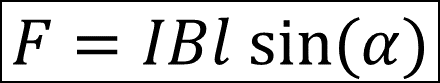 F = IBl sin(α)